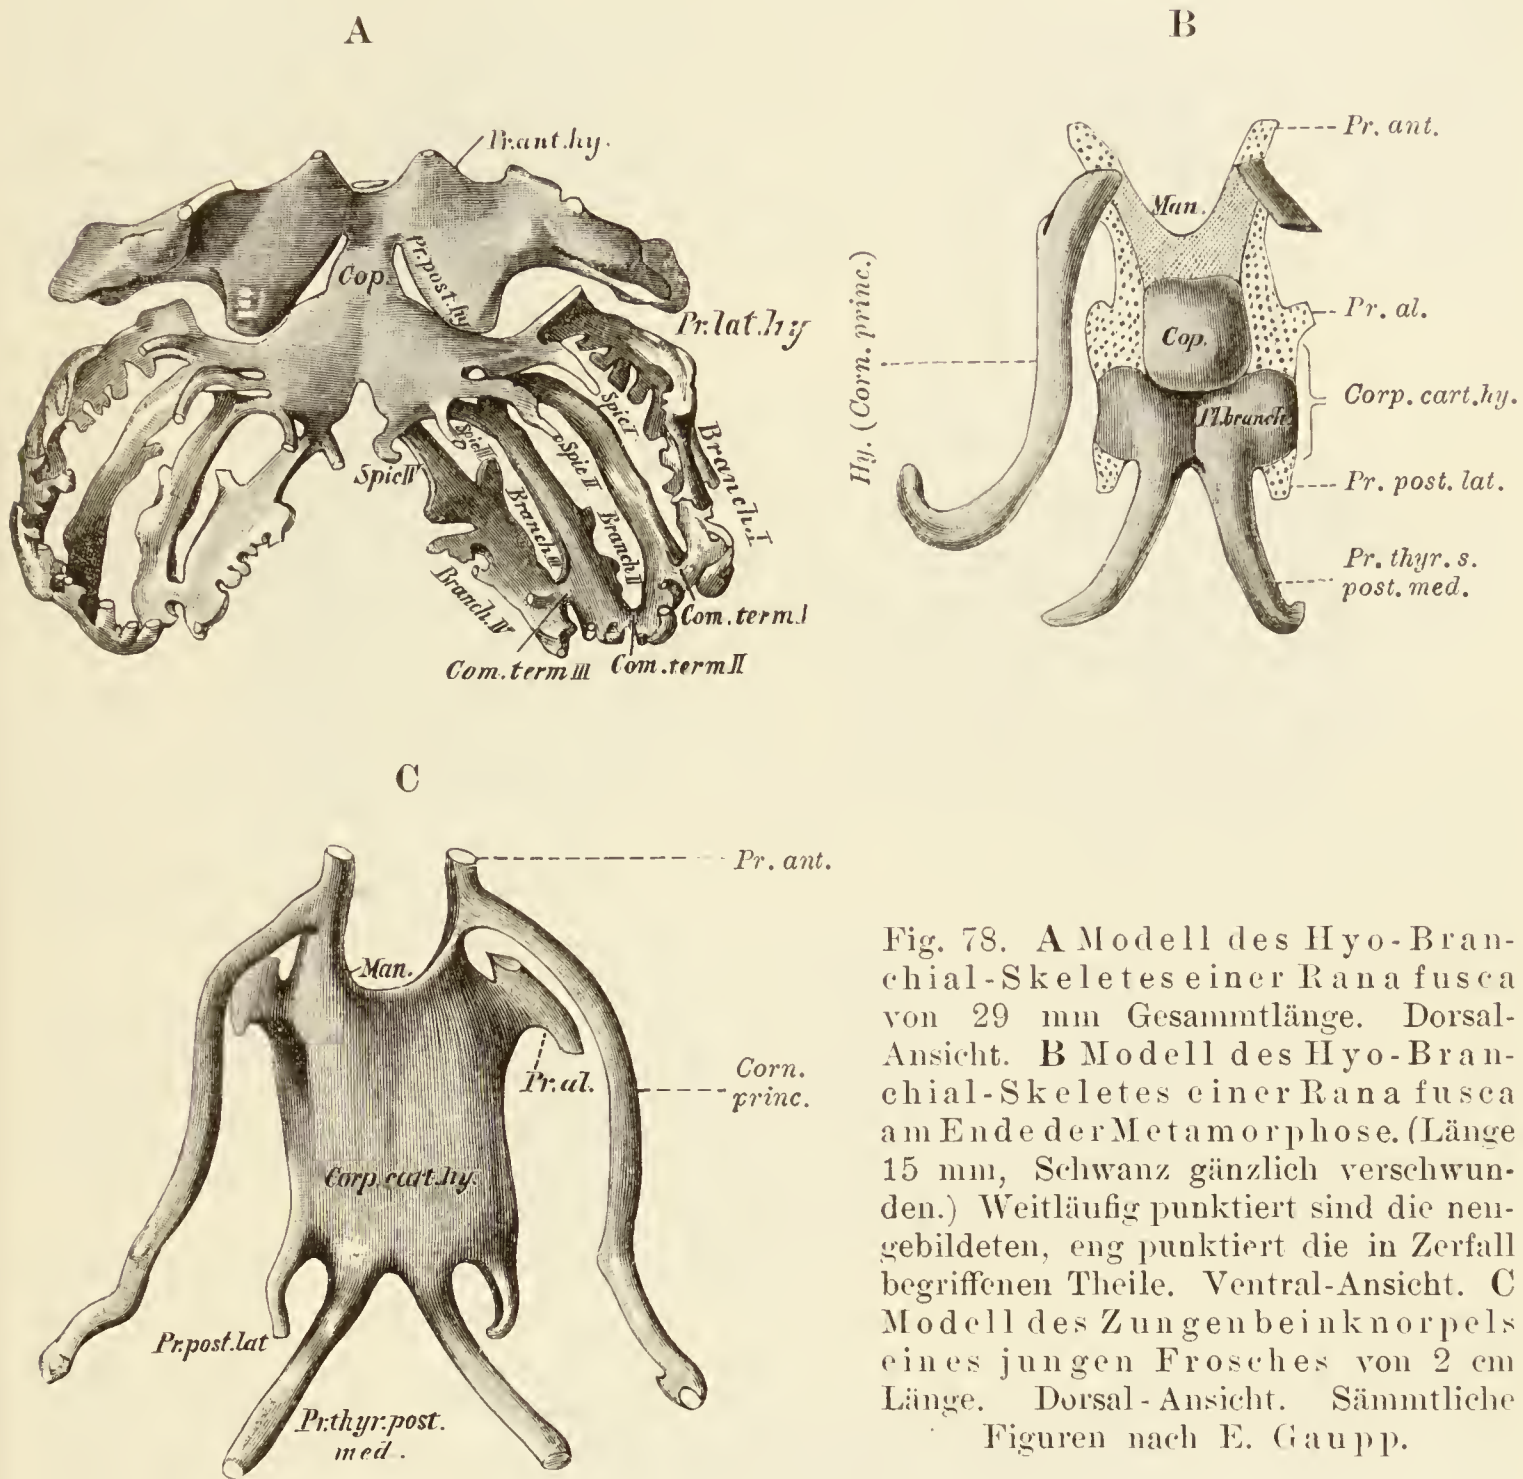 A
Pr.ant.hy.
Cop.
Pr.post.hy
Pr.lat.hy
Spic I
Spic II
Spic III
Spic IV
Branch. I
Branch II
Branch III
Branch. IV
Com.term.I
Com.term III
Com.term II
B
Pr. ant.
Man.
Hy. (Corn. princ.)
Pr. al.
Cop.
Corp. cart. hy.
Pl.branch.
Pr. post. lat.
Pr. thyr. s.
post. med.
C
Pr. ant.
Man.
Pr.al.
Corn.
princ.
Corp.cart.hy.
Pr.post.lat
Pr.thyr.post.
med.
Fig. 78. A Modell des Hyo-Bran-
chial-Skeletes einer Rana fusca
von 29 mm Gesammtlänge. Dorsal-
Ansicht. B Modell des Hyo-Bran-
chial-Skeletes einer Rana fusca
am Ende der Metamorphose. (Länge
15 mm, Schwanz gänzlich verschwun-
den.) Weitläufig punktiert sind die neu-
gebildeten, eng punktiert die in Zerfall
begriffenen Theile. Ventral-Ansicht. C
Modell des Zungenbeinknorpels
eines jungen Frosches von 2 cm
Länge. Dorsal-Ansicht. Sämmtliche
Figuren nach E. Gaupp.